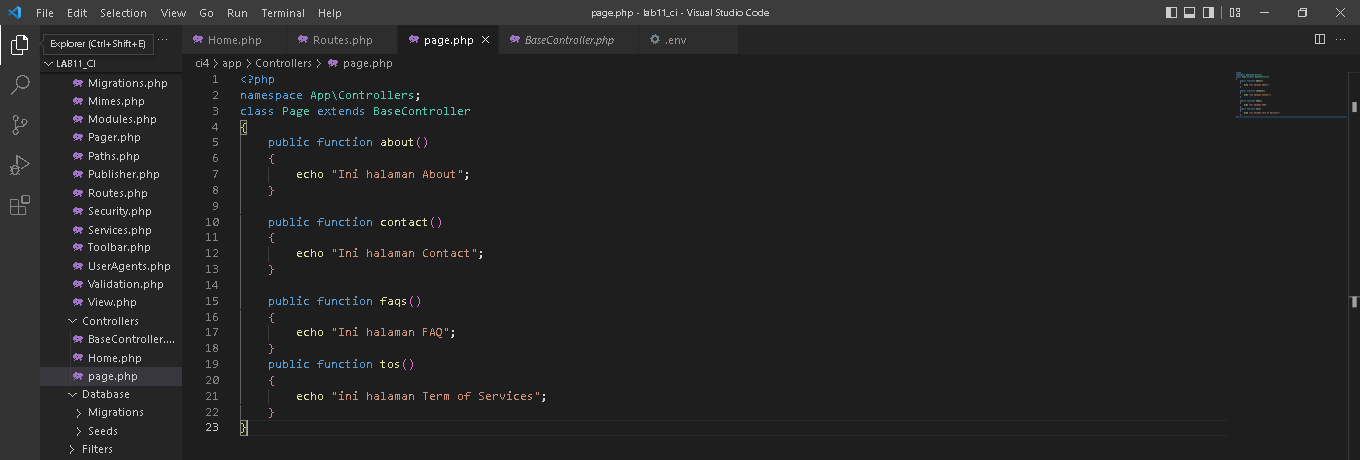 File Edit Selection View Go Run Terminal Help
page.php - lab11_ci - Visual Studio Code
Explorer (Ctrl+Shift+E)
···
Home.php
Routes.php
page.php
BaseController.php
.env
LAB11_CI
Migrations.php
Mimes.php
Modules.php
Pager.php
Paths.php
Publisher.php
Routes.php
Security.php
Services.php
Toolbar.php
UserAgents.php
Validation.php
View.php
Controllers
BaseController....
Home.php
page.php
Database
Migrations
Seeds
Filters
ci4 > app > Controllers > page.php
1 <?php
2 namespace App\Controllers;
3 class Page extends BaseController
4 {
5 public function about()
6 {
7 echo "Ini halaman About";
8 }
9
10 public function contact()
11 {
12 echo "Ini halaman Contact";
13 }
14
15 public function faqs()
16 {
17 echo "Ini halaman FAQ";
18 }
19 public function tos()
20 {
21 echo "ini halaman Term of Services";
22 }
23 }